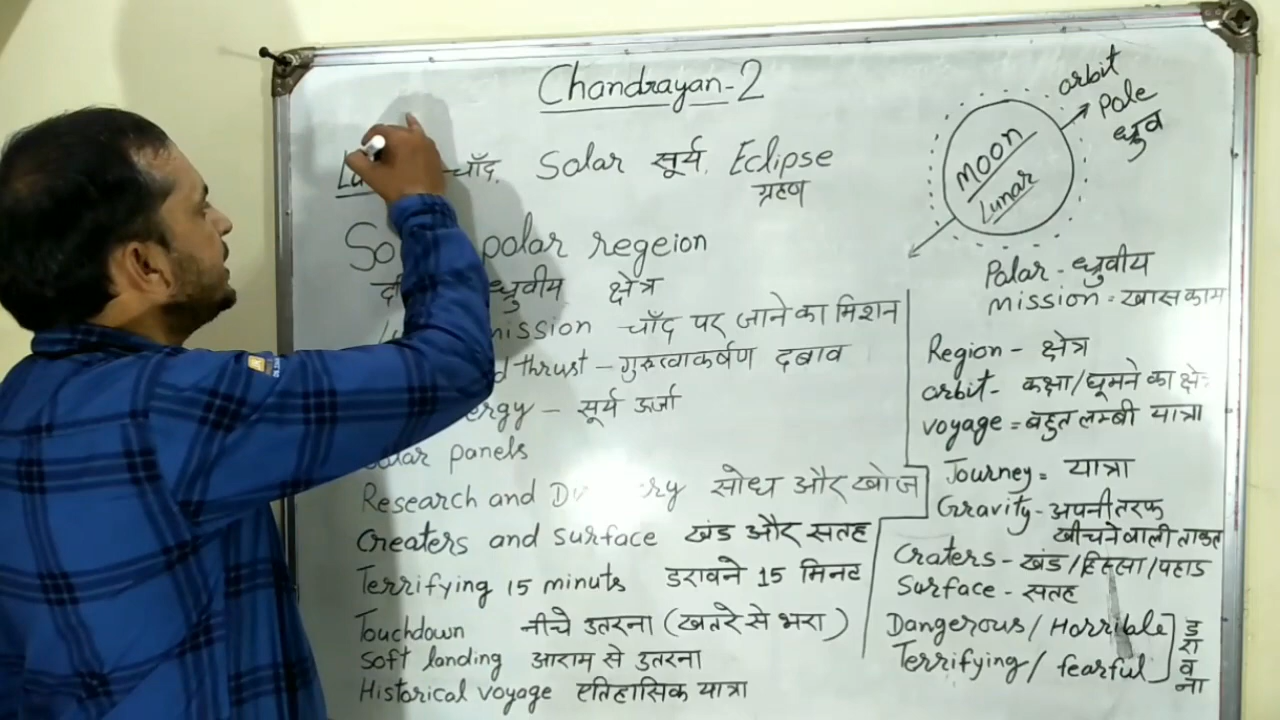 Chandrayan-2
चाँद, Solar सूर्य, Eclipse
ग्रहण
polar regeion
ध्रुवीय क्षेत्र
mission चाँद पर जाने का मिशन
thrust - गुरुत्वाकर्षण दबाव
सूर्य ऊर्जा
panels
Research and सोध और खोज
Creaters and surface खंड और सतह
Terrifying 15 minuts डरावने 15 मिनट
Touchdown नीचे उतरना (खतरे से भरा)
Soft landing आराम से उतरना
Historical voyage एतिहासिक यात्रा
orbit
Pole
ध्रुव
Moon
Lunar
Polar - ध्रुवीय
mission = खास काम
Region - क्षेत्र
orbit - कक्षा/घूमने का
voyage = बहुत लम्बी यात्रा
Journey = यात्रा
Gravity - अपनी तरफ
खींचने वाली ताकत
Craters - खंड/हिस्सा/पहाड
Surface - सतह
Dangerous/Horrible
Terrifying/fearful
डरावना